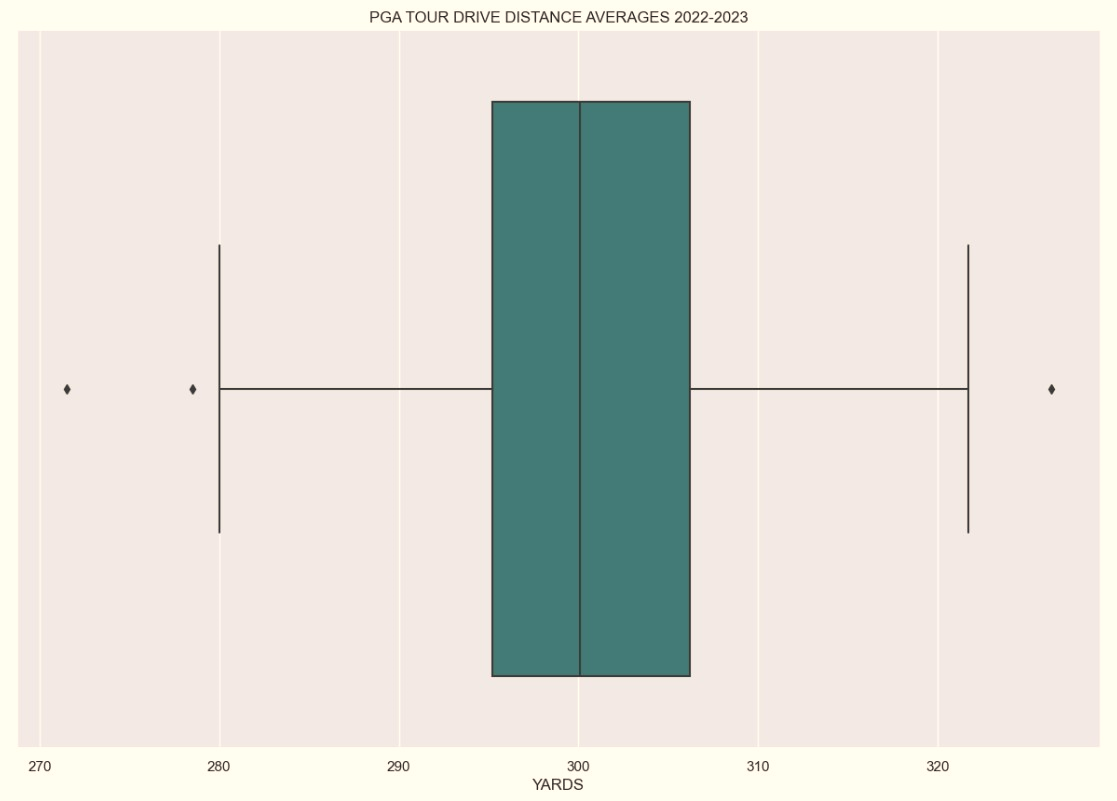 PGA TOUR DRIVE DISTANCE AVERAGES 2022-2023
270 280 290 300 310 320
YARDS